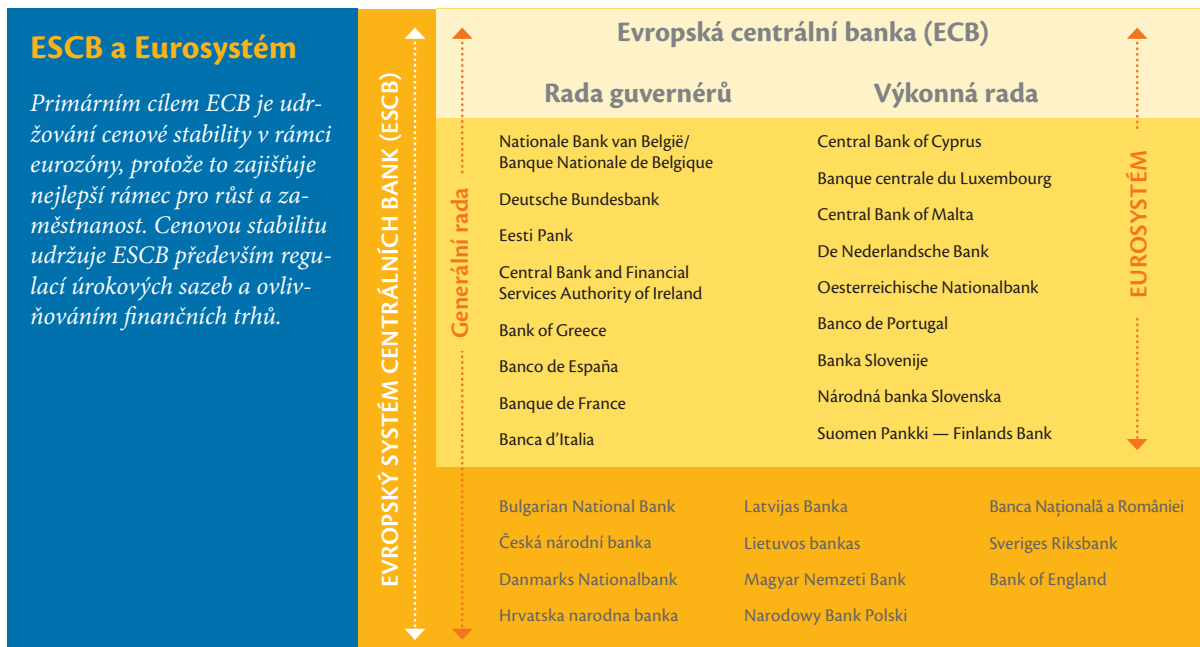 ESCB a Eurosystém
Primárním cílem ECB je udr-
žování cenové stability v rámci
eurozóny, protože to zajišťuje
nejlepší rámec pro růst a za-
městnanost. Cenovou stabilitu
udržuje ESCB především regu-
lací úrokových sazeb a ovliv-
ňováním finančních trhů.
EVROPSKÝ SYSTÉM CENTRÁLNÍCH BANK (ESCB)
Generální rada
Evropská centrální banka (ECB)
Rada guvernérů
Výkonná rada
Nationale Bank van België/
Banque Nationale de Belgique
Deutsche Bundesbank
Eesti Pank
Central Bank and Financial
Services Authority of Ireland
Bank of Greece
Banco de España
Banque de France
Banca d’Italia
Central Bank of Cyprus
Banque centrale du Luxembourg
Central Bank of Malta
De Nederlandsche Bank
Oesterreichische Nationalbank
Banco de Portugal
Banka Slovenije
Národná banka Slovenska
Suomen Pankki — Finlands Bank
EUROSYSTÉM
Bulgarian National Bank
Česká národní banka
Danmarks Nationalbank
Hrvatska narodna banka
Latvijas Banka
Lietuvos bankas
Magyar Nemzeti Bank
Narodowy Bank Polski
Banca Naţională a României
Sveriges Riksbank
Bank of England